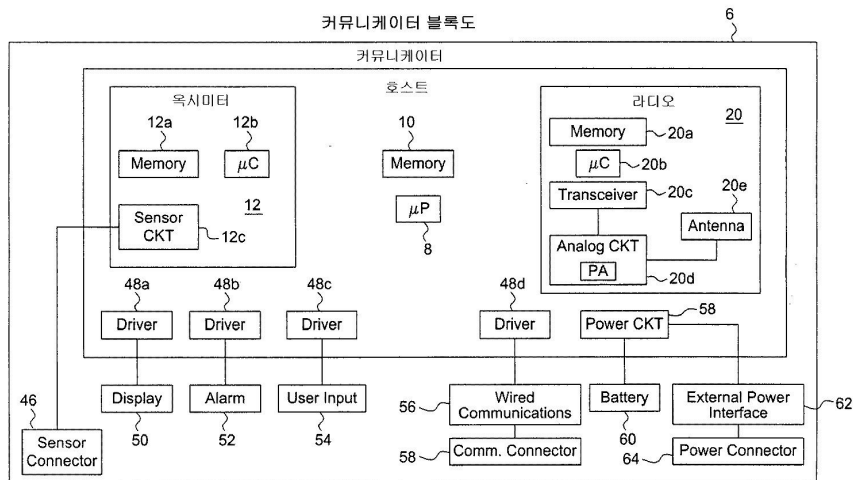 커뮤니케이터 블록도
6
커뮤니케이터
호스트
옥시미터
12a
12b
Memory
μC
12
Sensor
CKT
12c
10
Memory
μP
8
라디오
20
Memory
20a
μC
20b
Transceiver
20c
20e
Antenna
Analog CKT
PA
20d
48a
48b
48c
48d
Driver
Driver
Driver
Driver
Power CKT
58
46
Sensor
Connector
Display
50
Alarm
52
User Input
54
56
Wired
Communications
58
Comm. Connector
Battery
60
External Power
Interface
62
64
Power Connector